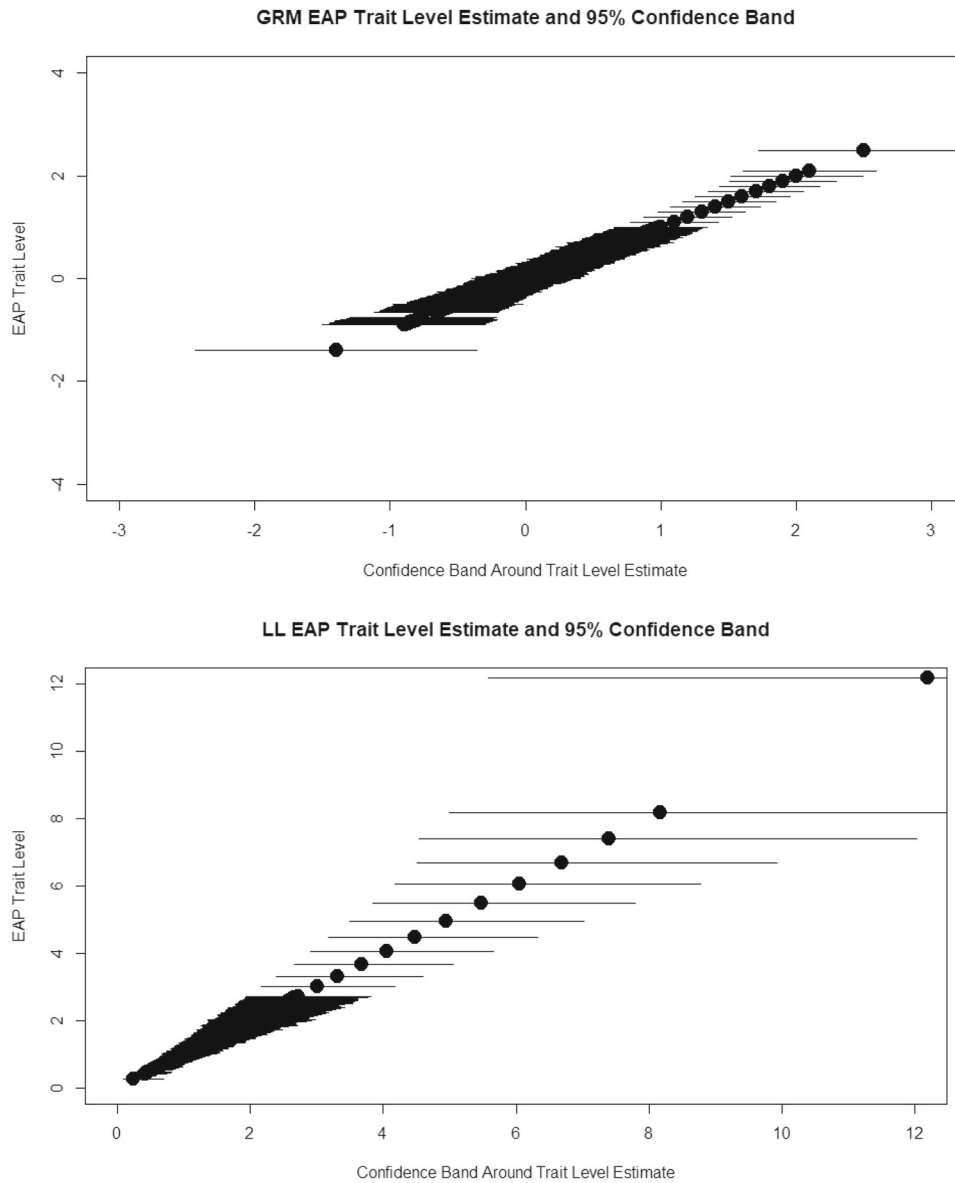 GRM EAP Trait Level Estimate and 95% Confidence Band
EAP Trait Level
4
2
0
-2
-4
-3 -2 -1 0 1 2 3
Confidence Band Around Trait Level Estimate
LL EAP Trait Level Estimate and 95% Confidence Band
EAP Trait Level
12
10
8
6
4
2
0
0 2 4 6 8 10 12
Confidence Band Around Trait Level Estimate